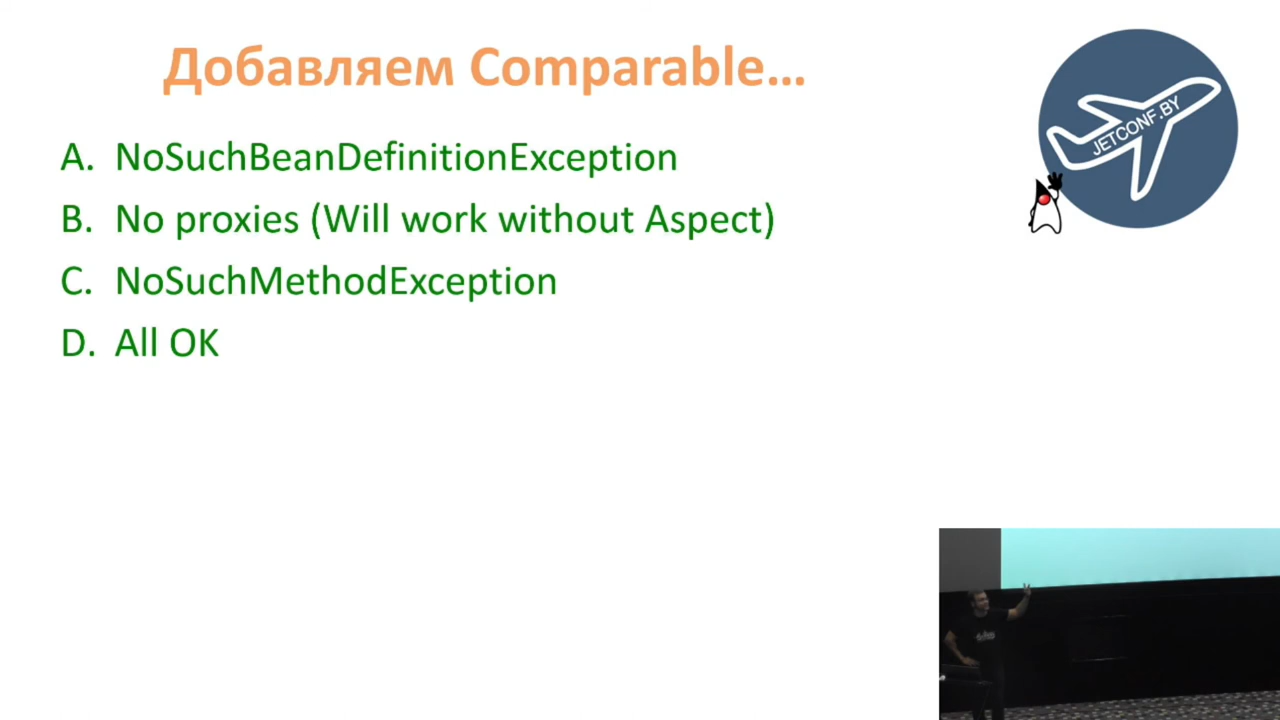 Добавляем Comparable...
JETCONF.BY
A. NoSuchBeanDefinitionException
B. No proxies (Will work without Aspect)
C. NoSuchMethodException
D. All OK